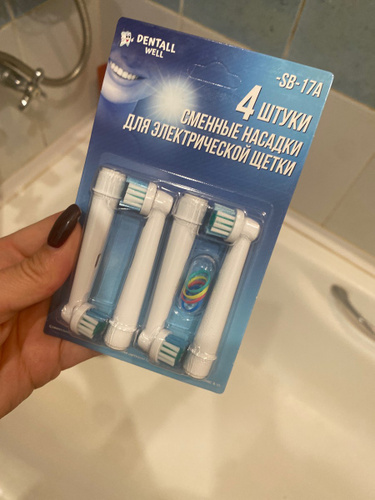 DENTALL
WELL
-SB-17A
4 ШТУКИ
СМЕННЫЕ НАСАДКИ
ДЛЯ ЭЛЕКТРИЧЕСКОЙ ЩЕТКИ